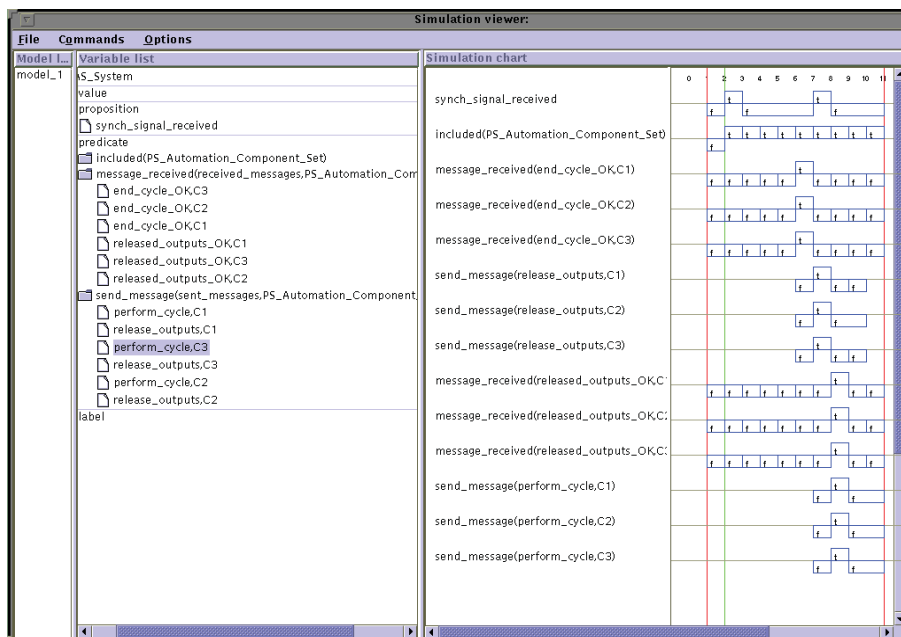 Simulation viewer:
File Commands Options
Model l... Variable list
model_1
AS_System
value
proposition
synch_signal_received
predicate
included(PS_Automation_Component_Set)
message_received(received_messages,PS_Automation_Com
end_cycle_OK,C3
end_cycle_OK,C2
end_cycle_OK,C1
released_outputs_OK,C1
released_outputs_OK,C3
released_outputs_OK,C2
send_message(sent_messages,PS_Automation_Component_
perform_cycle,C1
release_outputs,C1
perform_cycle,C3
release_outputs,C3
perform_cycle,C2
release_outputs,C2
label
Simulation chart
0 1 2 3 4 5 6 7 8 9 10 11
synch_signal_received
t t
f f f
included(PS_Automation_Component_Set)
t t t t t t t t t
f
message_received(end_cycle_OK,C1)
t
f f f f f f f f f
message_received(end_cycle_OK,C2)
t
f f f f f f f f f
message_received(end_cycle_OK,C3)
t
f f f f f f f f f
send_message(release_outputs,C1)
t
f f f
send_message(release_outputs,C2)
t
f f
send_message(release_outputs,C3)
t
f f f
message_received(released_outputs_OK,C
t
f f f f f f f f f
message_received(released_outputs_OK,C
t
f f f f f f f f f
message_received(released_outputs_OK,C
t
f f f f f f f f f
send_message(perform_cycle,C1)
t
f f
send_message(perform_cycle,C2)
t
f f
send_message(perform_cycle,C3)
t
f f